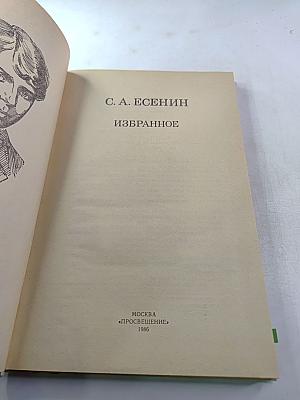 С. А. ЕСЕНИН
ИЗБРАННОЕ
МОСКВА
«ПРОСВЕЩЕНИЕ»
1986